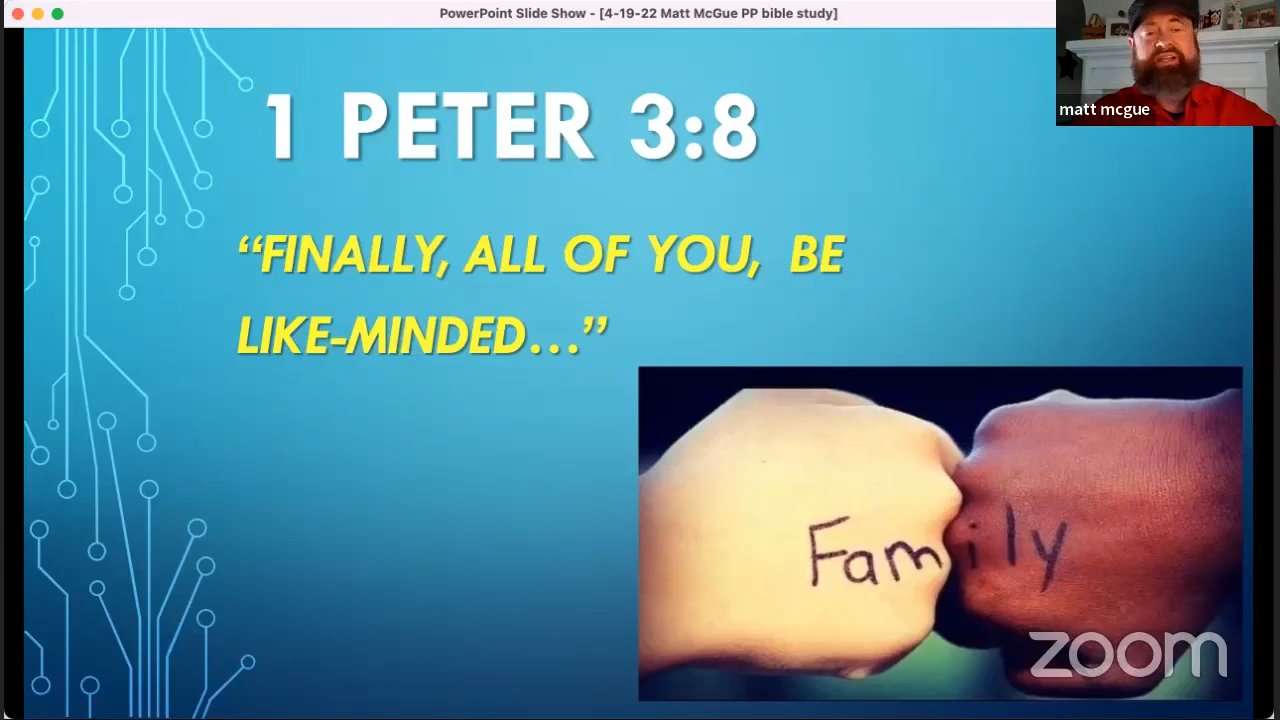 PowerPoint Slide Show - [4-19-22 Matt McGue PP bible study]
matt mcgue
1 PETER 3:8
“FINALLY, ALL OF YOU, BE
LIKE-MINDED…”
Family
zoom